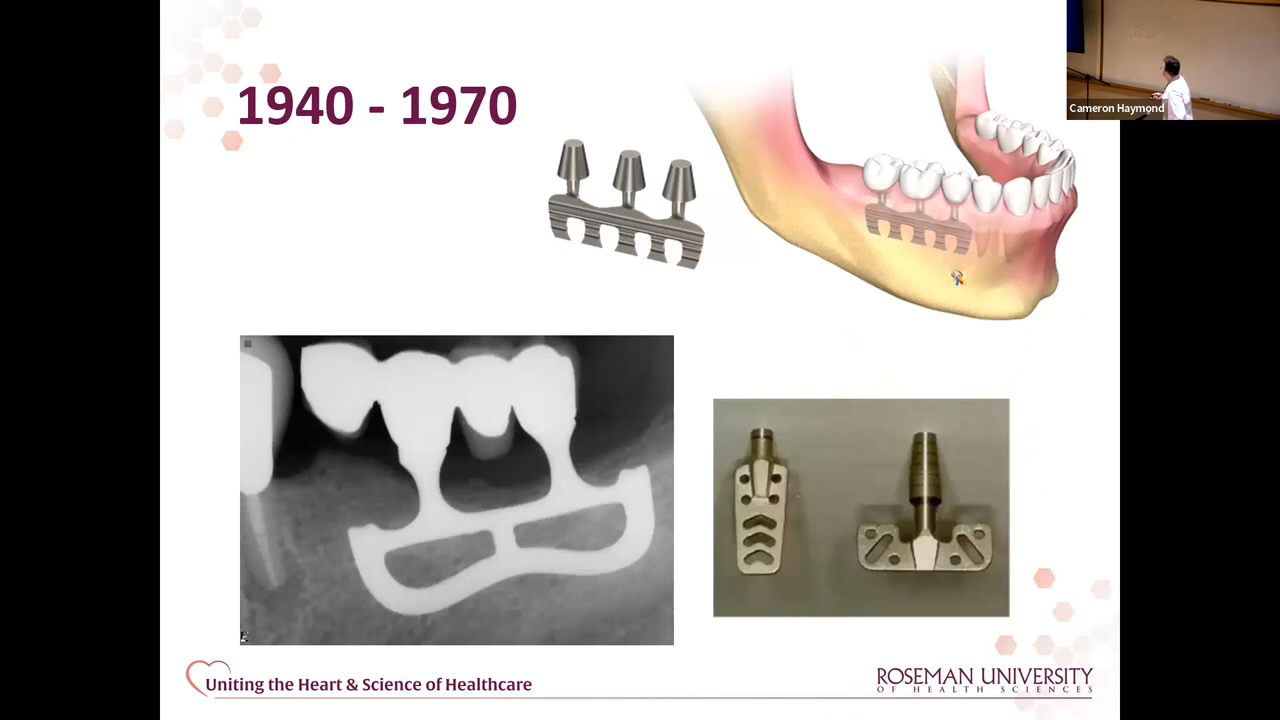 1940 - 1970
Cameron Haymond
Uniting the Heart & Science of Healthcare
ROSEMAN UNIVERSITY
OF HEALTH SCIENCES